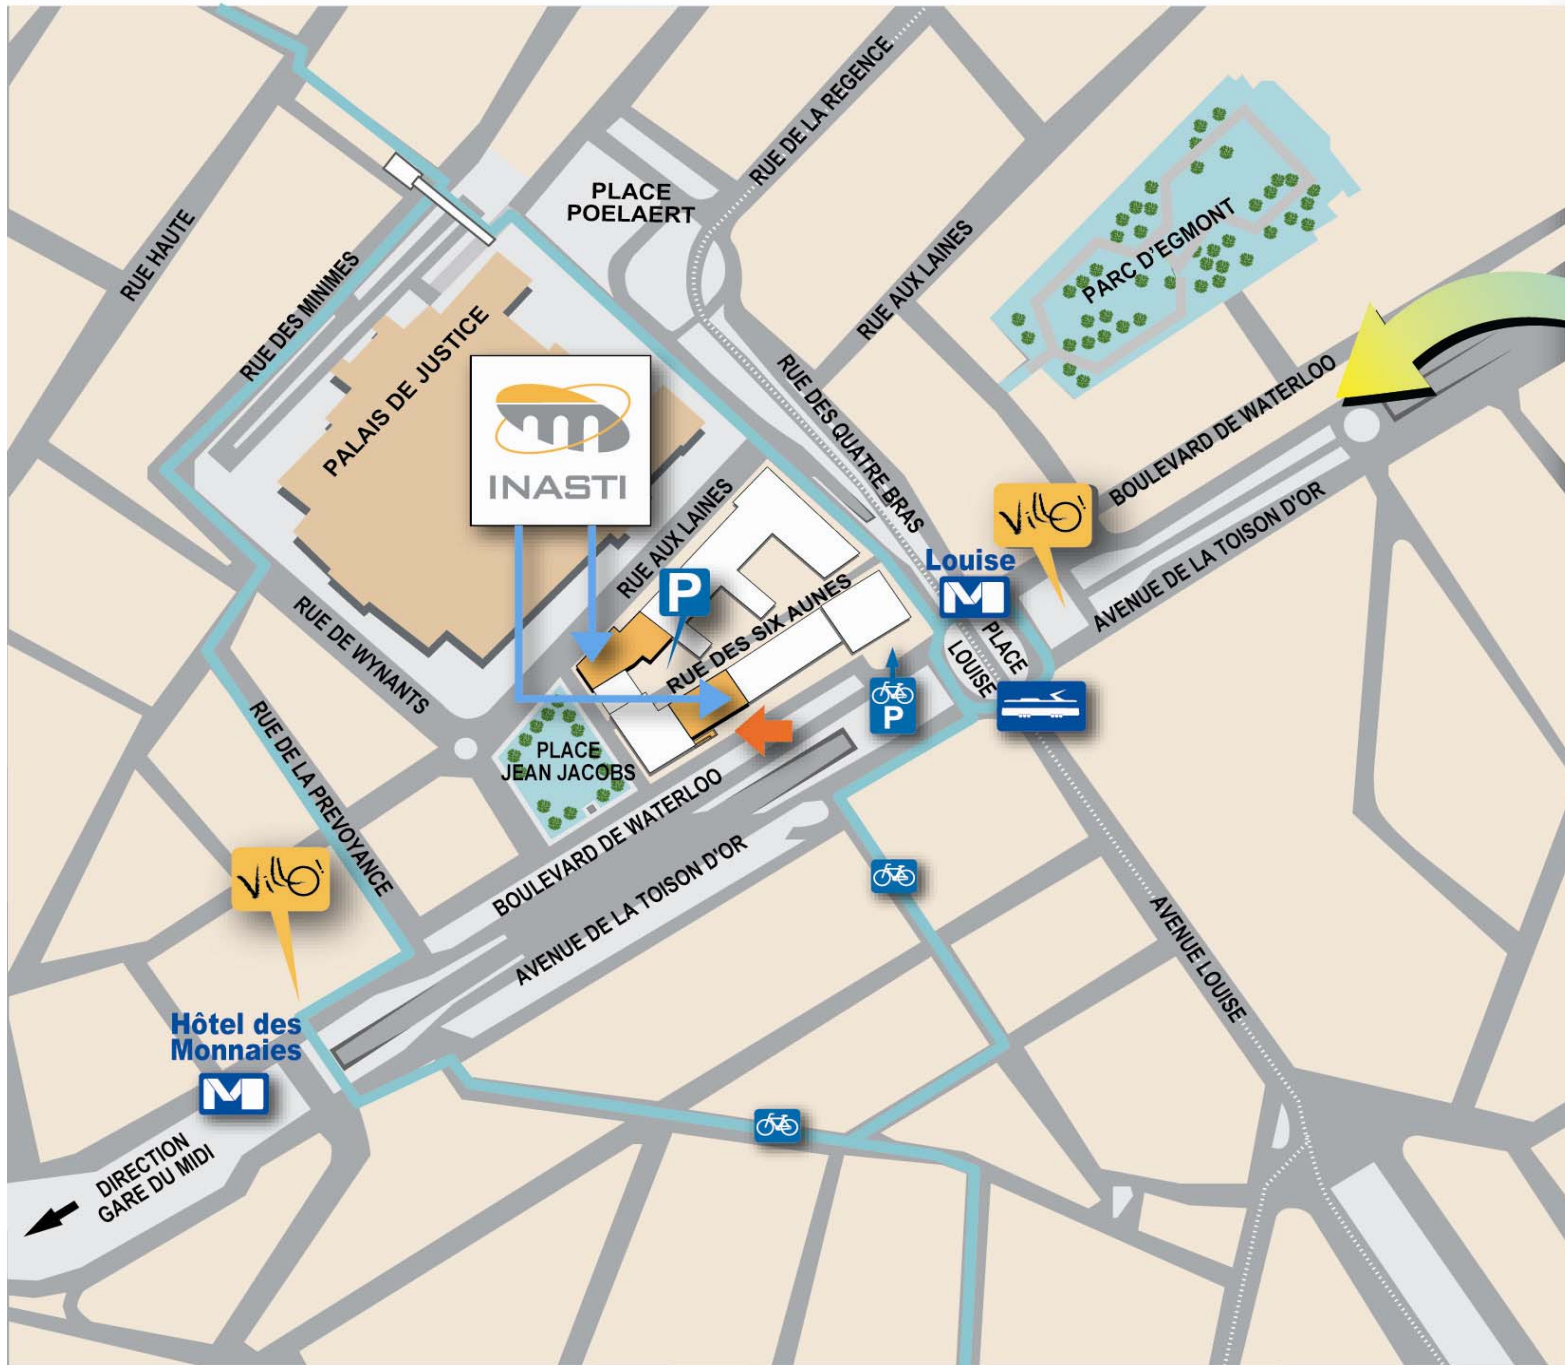 RUE DE LA REGENCE
PLACE
POELAERT
RUE HAUTE
RUE DES MINIMES
RUE AUX LAINES
PARC D'EGMONT
PALAIS DE JUSTICE
INASTI
RUE DES QUATRE BRAS
BOULEVARD DE WATERLOO
Villo!
AVENUE DE LA TOISON D'OR
RUE AUX LAINES
Louise
M
P
RUE DES SIX AUNES
PLACE
LOUISE
RUE DE WYNANTS
P
RUE DE LA PREVOYANCE
PLACE
JEAN JACOBS
BOULEVARD DE WATERLOO
AVENUE DE LA TOISON D'OR
Villo!
AVENUE LOUISE
Hôtel des
Monnaies
M
DIRECTION
GARE DU MIDI